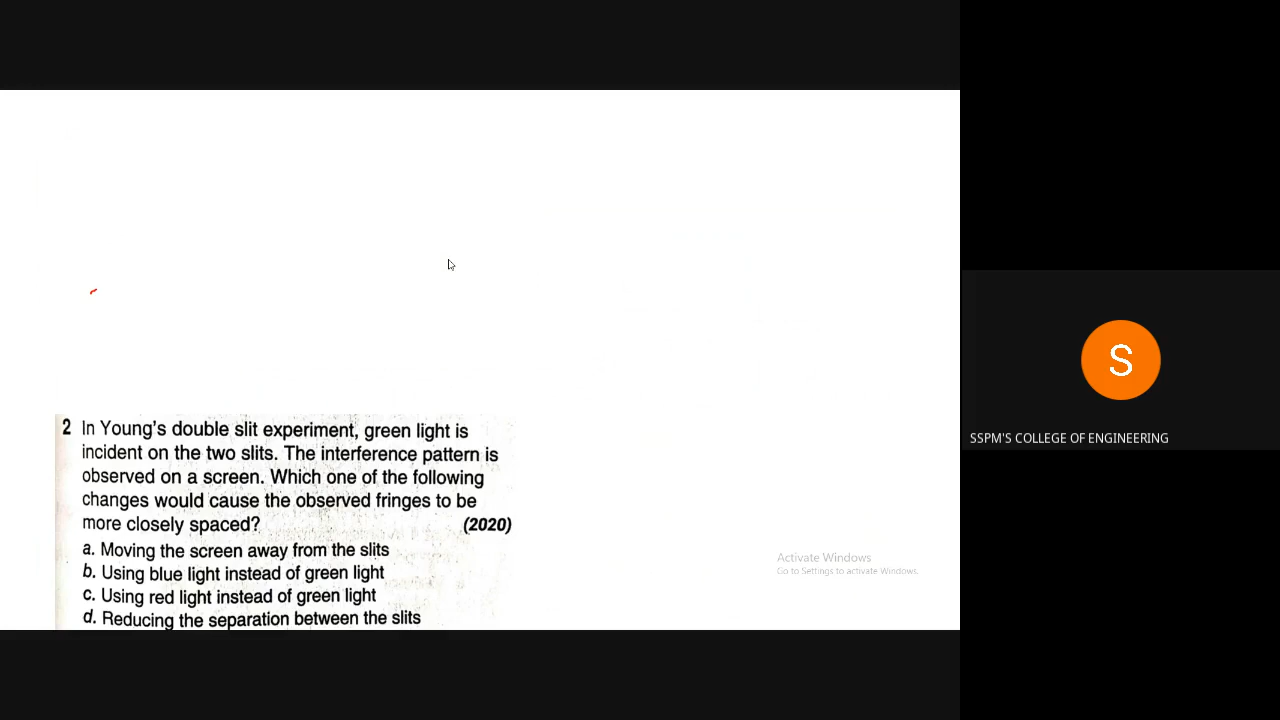 2 In Young's double slit experiment, green light is
incident on the two slits. The interference pattern is
observed on a screen. Which one of the following
changes would cause the observed fringes to be
more closely spaced? (2020)
a. Moving the screen away from the slits
b. Using blue light instead of green light
c. Using red light instead of green light
d. Reducing the separation between the slits
Activate Windows
Go to Settings to activate Windows.
S
SSPM'S COLLEGE OF ENGINEERING